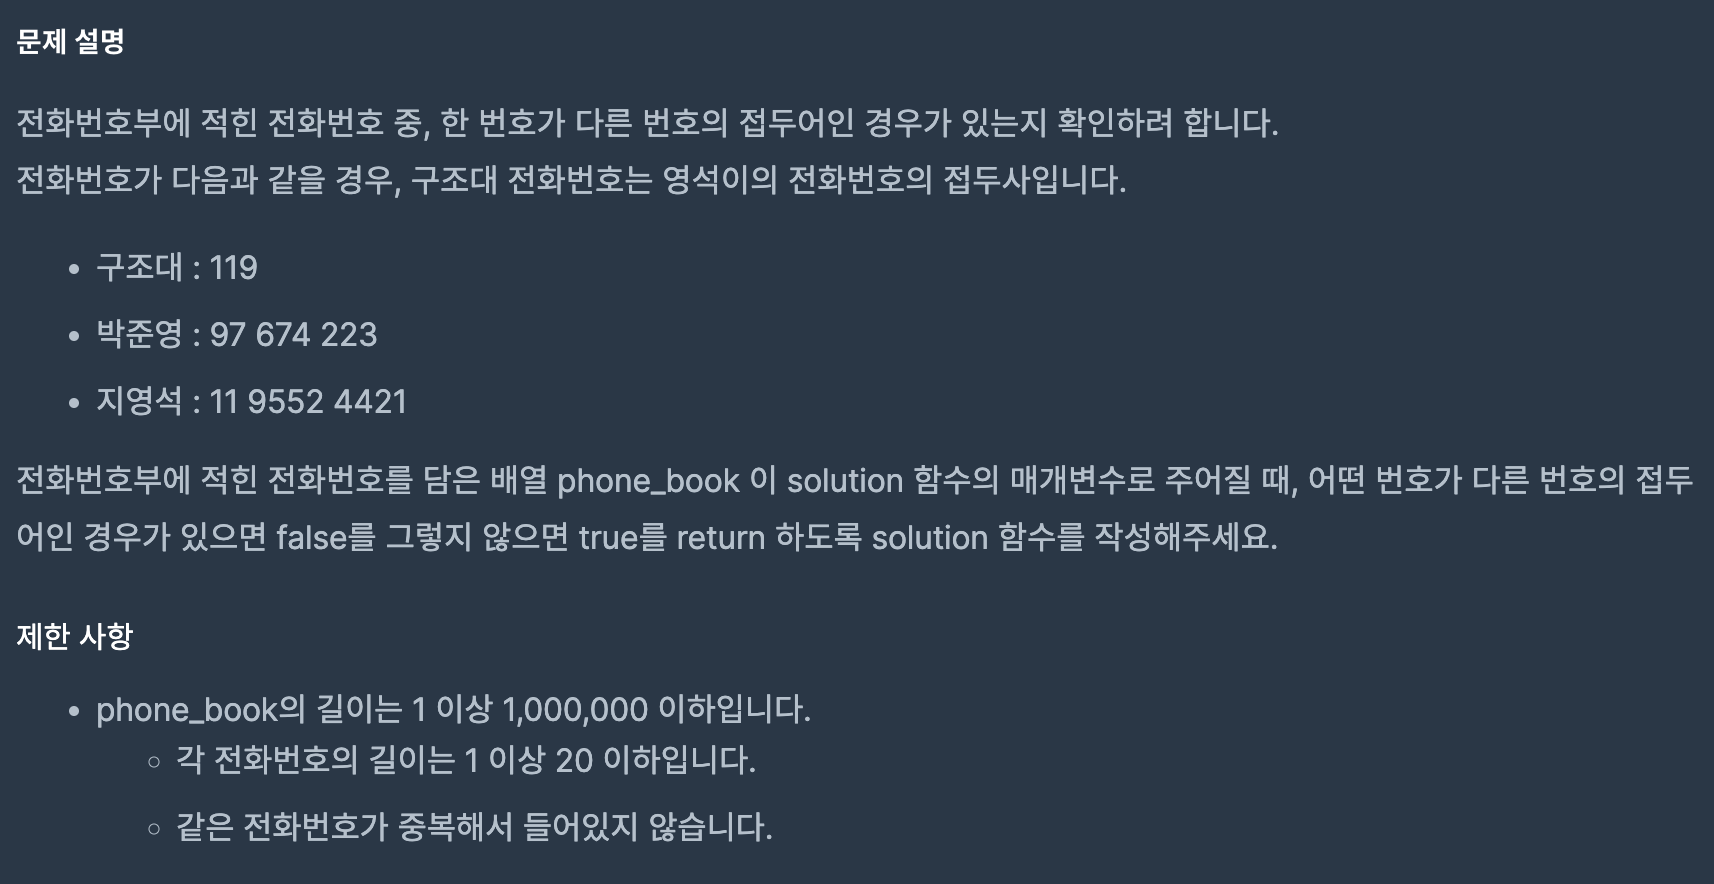 문제 설명
전화번호부에 적힌 전화번호 중, 한 번호가 다른 번호의 접두어인 경우가 있는지 확인하려 합니다.
전화번호가 다음과 같을 경우, 구조대 전화번호는 영석이의 전화번호의 접두사입니다.
• 구조대 : 119
• 박준영 : 97 674 223
• 지영석 : 11 9552 4421
전화번호부에 적힌 전화번호를 담은 배열 phone_book 이 solution 함수의 매개변수로 주어질 때, 어떤 번호가 다른 번호의 접두
어인 경우가 있으면 false를 그렇지 않으면 true를 return 하도록 solution 함수를 작성해주세요.
제한 사항
• phone_book의 길이는 1 이상 1,000,000 이하입니다.
◦ 각 전화번호의 길이는 1 이상 20 이하입니다.
◦ 같은 전화번호가 중복해서 들어있지 않습니다.